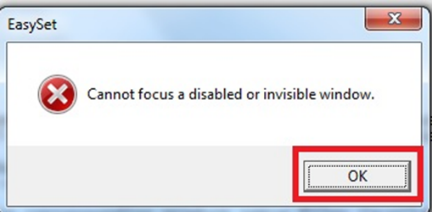 EasySet
Cannot focus a disabled or invisible window.
OK